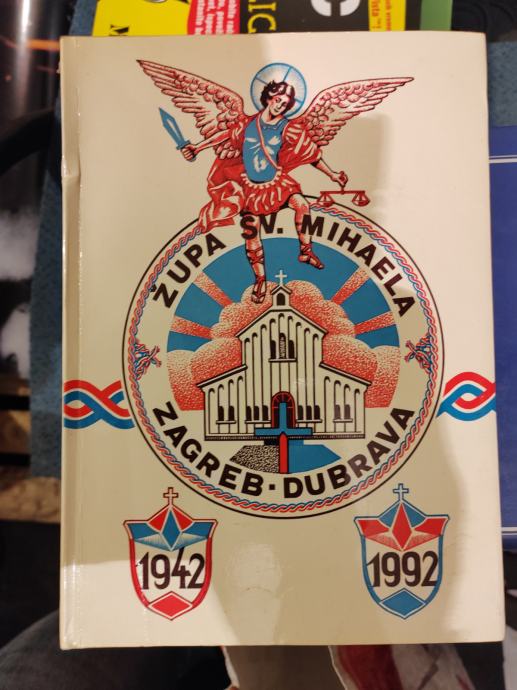 ŽUPA SV. MIHAELA
ZAGREB · DUBRAVA
1942
1992